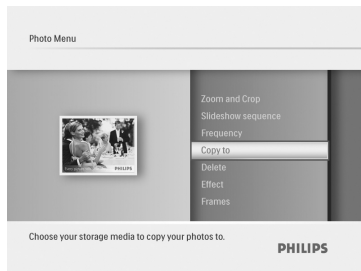 Photo Menu
Zoom and Crop
Slideshow sequence
Frequency
Copy to
Delete
Effect
Frames
PHILIPS
Choose your storage media to copy your photos to.
PHILIPS